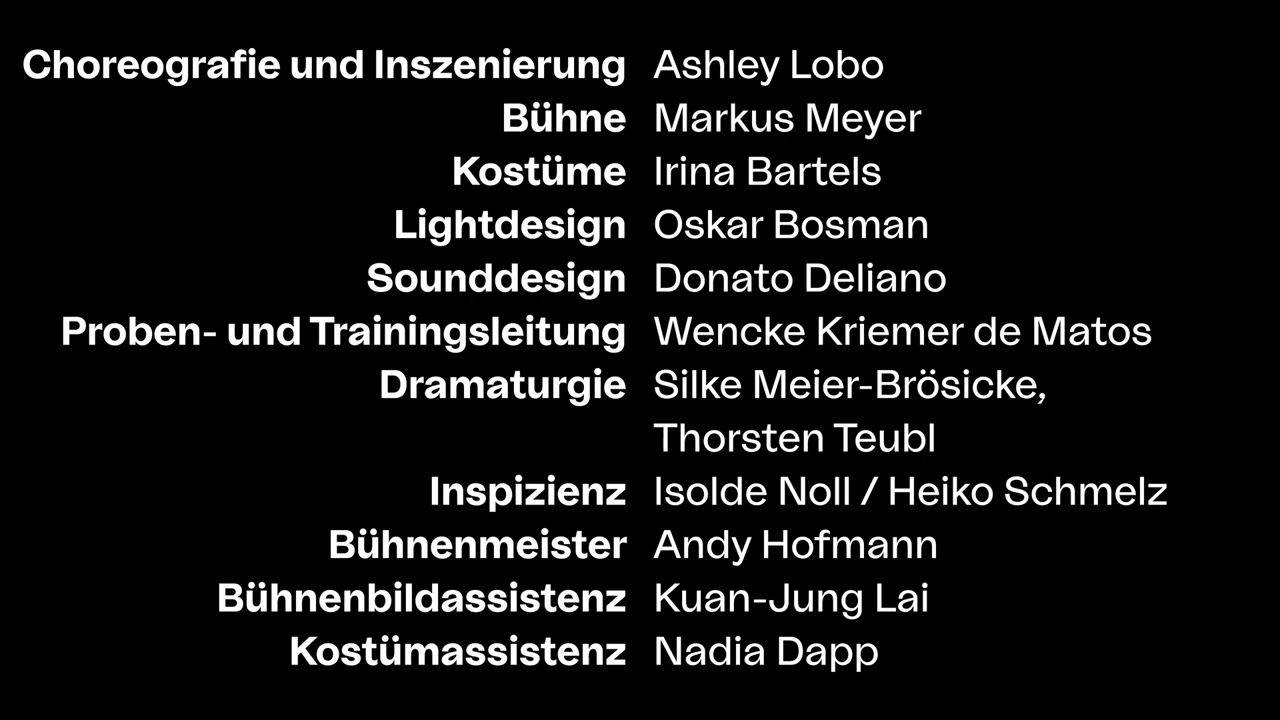 Choreografie und Inszenierung Ashley Lobo
Bühne Markus Meyer
Kostüme Irina Bartels
Lightdesign Oskar Bosman
Sounddesign Donato Deliano
Proben- und Trainingsleitung Wencke Kriemer de Matos
Dramaturgie Silke Meier-Brösicke,
Thorsten Teubl
Inspizienz Isolde Noll / Heiko Schmelz
Bühnenmeister Andy Hofmann
Bühnenbildassistenz Kuan-Jung Lai
Kostümassistenz Nadia Dapp